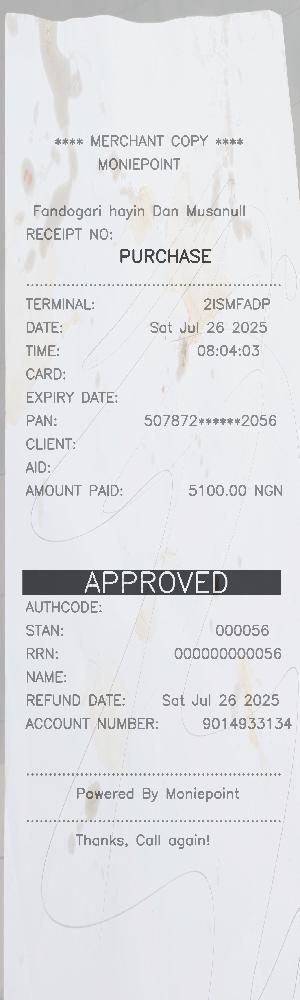 **** MERCHANT COPY ****
MONIEPOINT
Fandogari hayin Dan Musanull
RECEIPT NO:
PURCHASE
TERMINAL: 2ISMFADP
DATE: Sat Jul 26 2025
TIME: 08:04:03
CARD:
EXPIRY DATE:
PAN: 507872******2056
CLIENT:
AID:
AMOUNT PAID: 5100.00 NGN
APPROVED
AUTHCODE:
STAN: 000056
RRN: 000000000056
NAME:
REFUND DATE: Sat Jul 26 2025
ACCOUNT NUMBER: 9014933134
Powered By Moniepoint
Thanks, Call again!